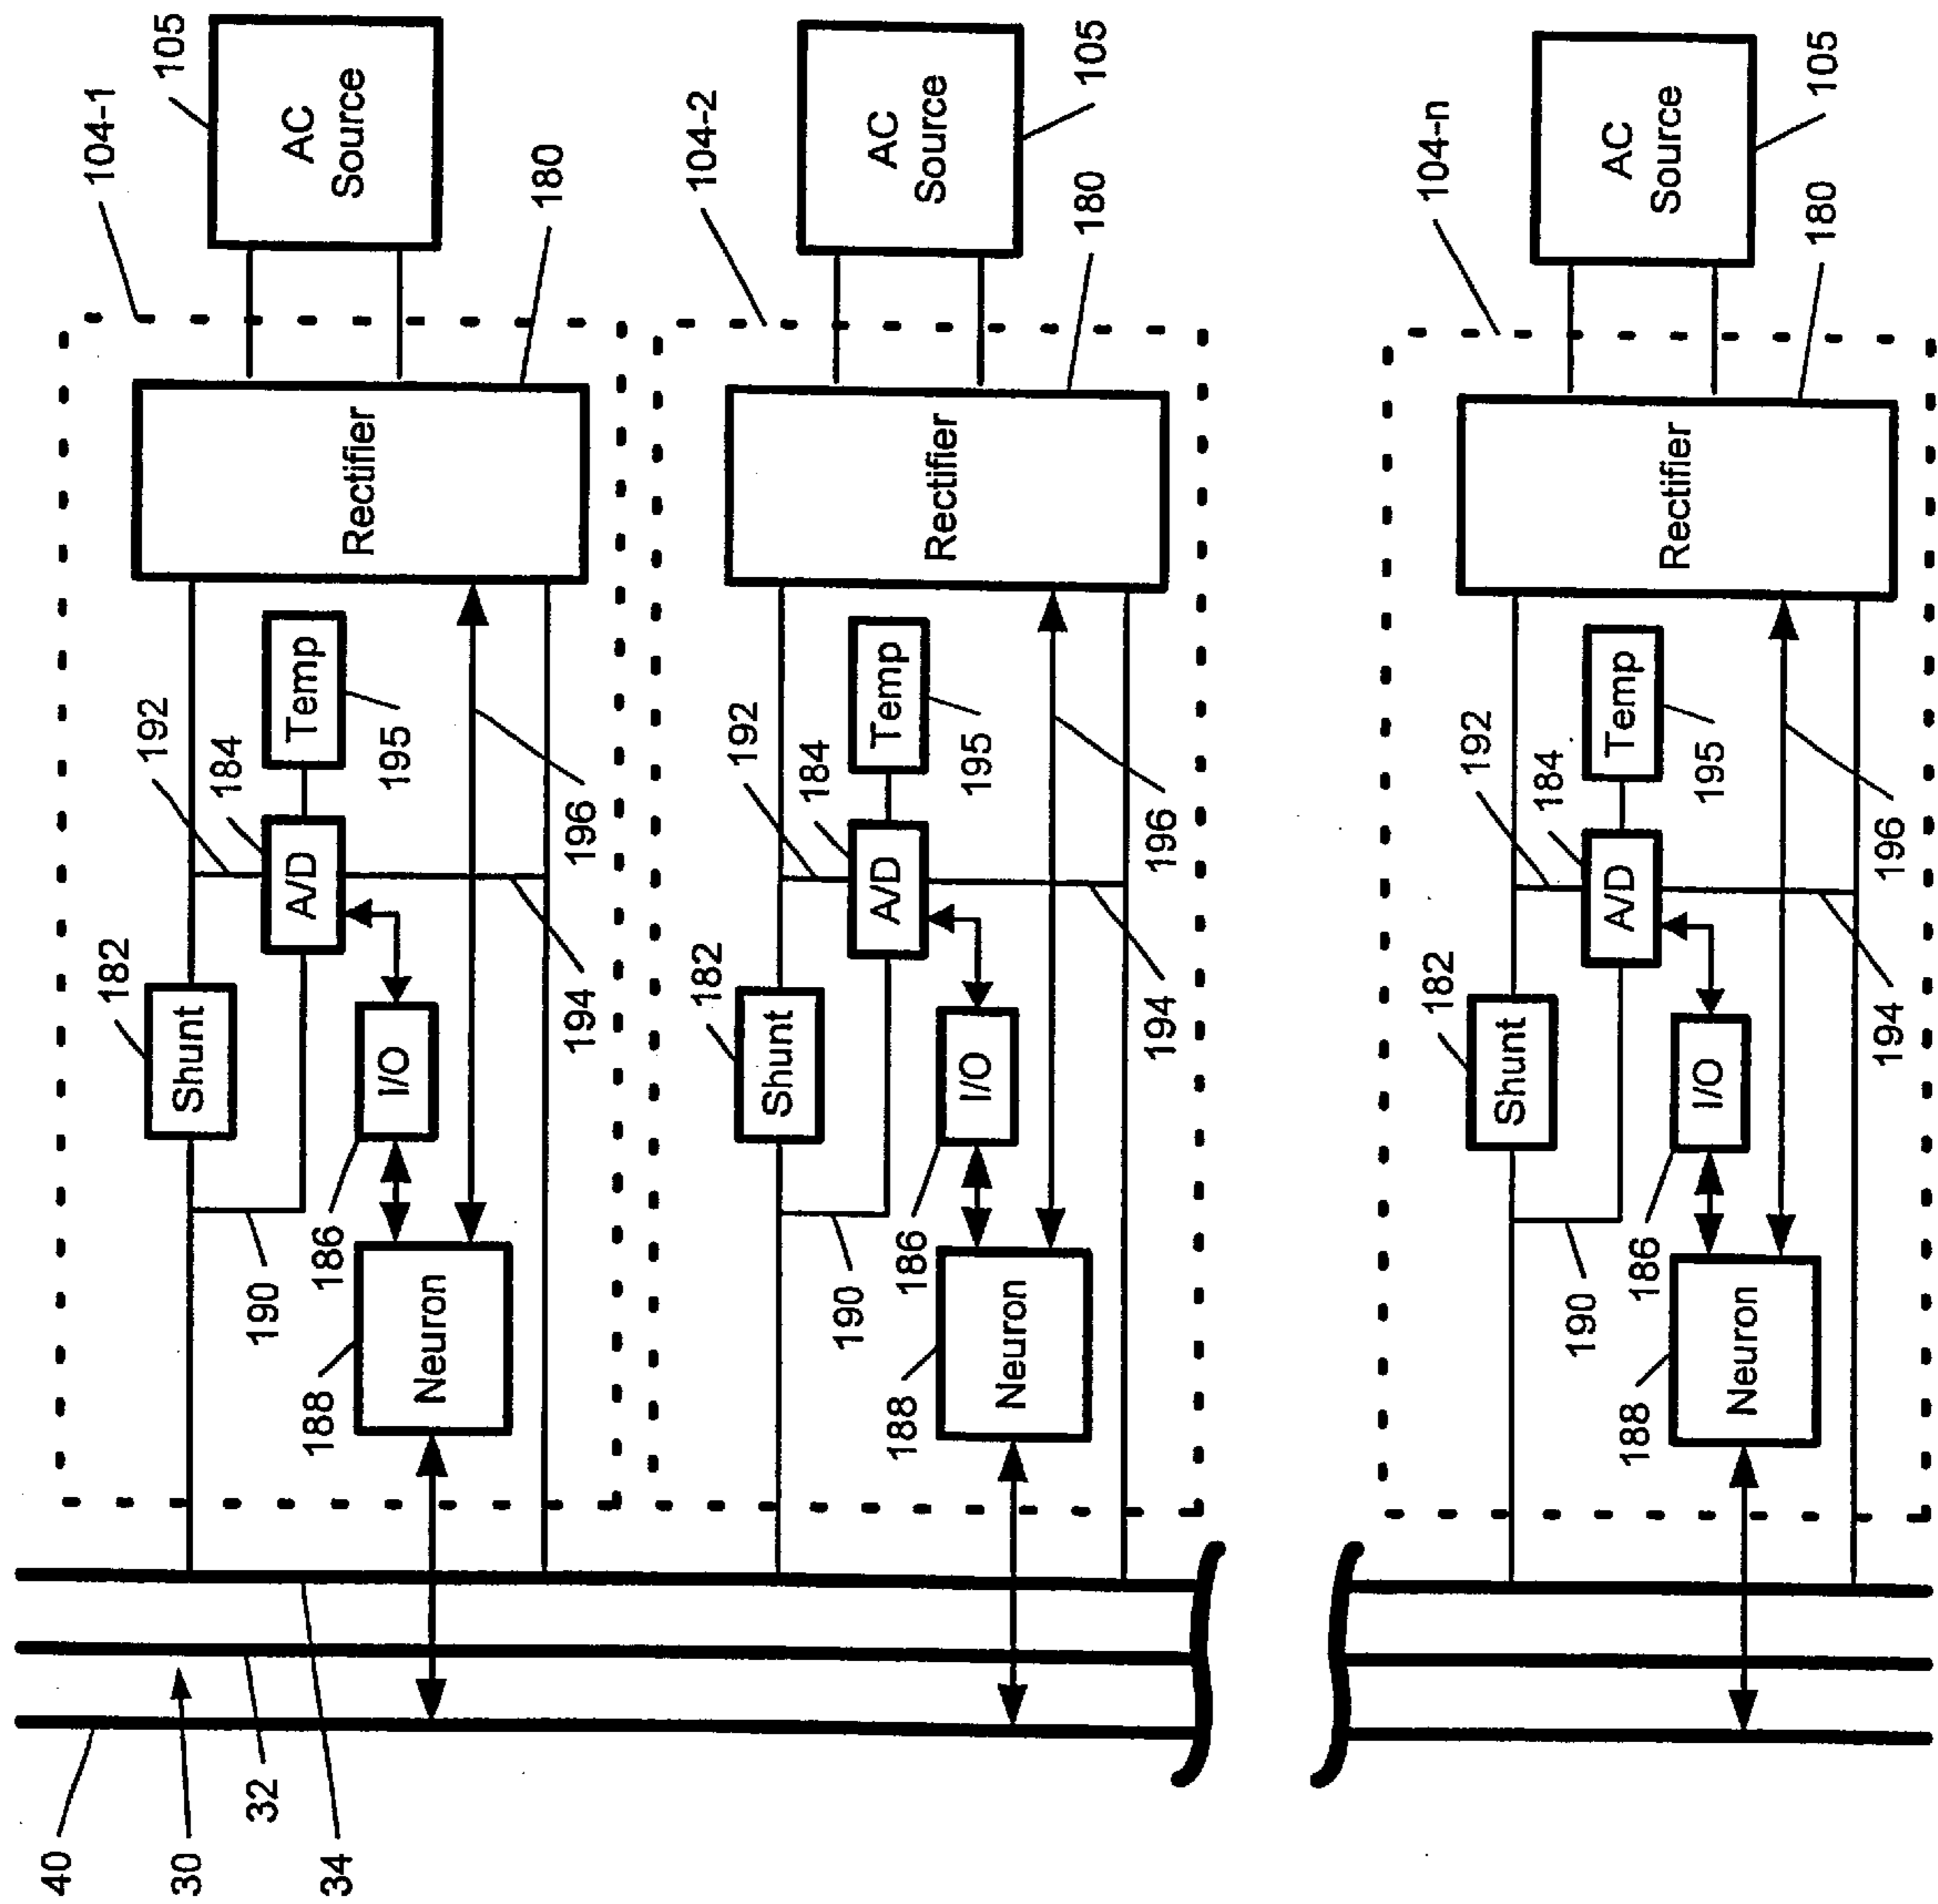 104-1
105
AC
Source
180
Rectifier
192
184
Temp
195
A/D
196
182
Shunt
194
I/O
186
190
188
Neuron
104-2
105
AC
Source
180
Rectifier
192
184
Temp
195
A/D
196
182
Shunt
194
I/O
186
190
188
Neuron
104-n
105
AC
Source
180
Rectifier
192
184
Temp
195
A/D
196
182
Shunt
194
I/O
186
190
188
Neuron
40
30
32
34